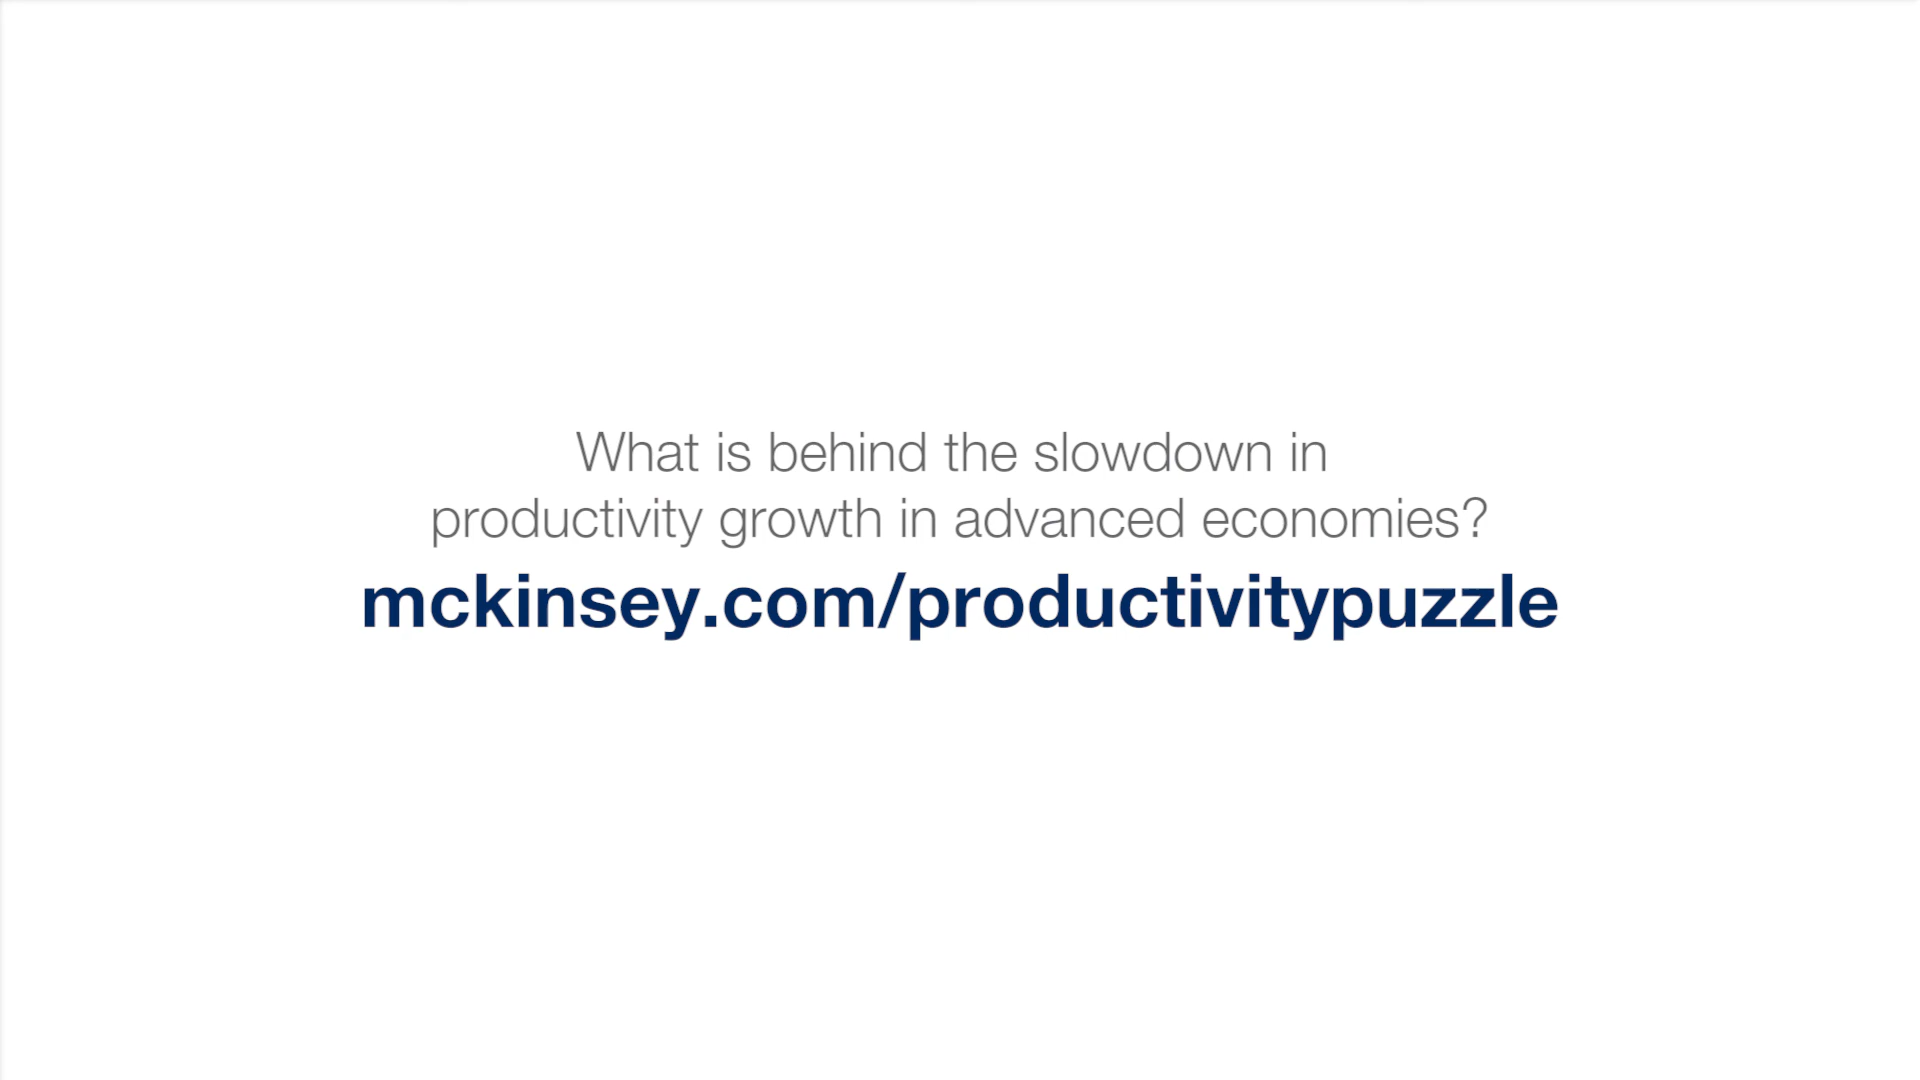 What is behind the slowdown in
productivity growth in advanced economies?
mckinsey.com/productivitypuzzle